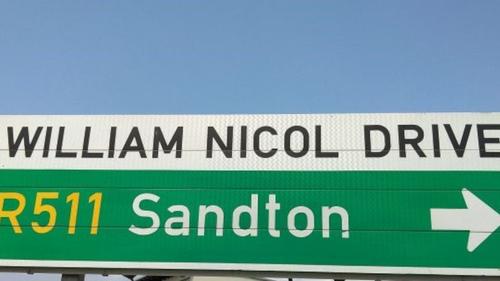 WILLIAM NICOL DRIVE
R511 Sandton